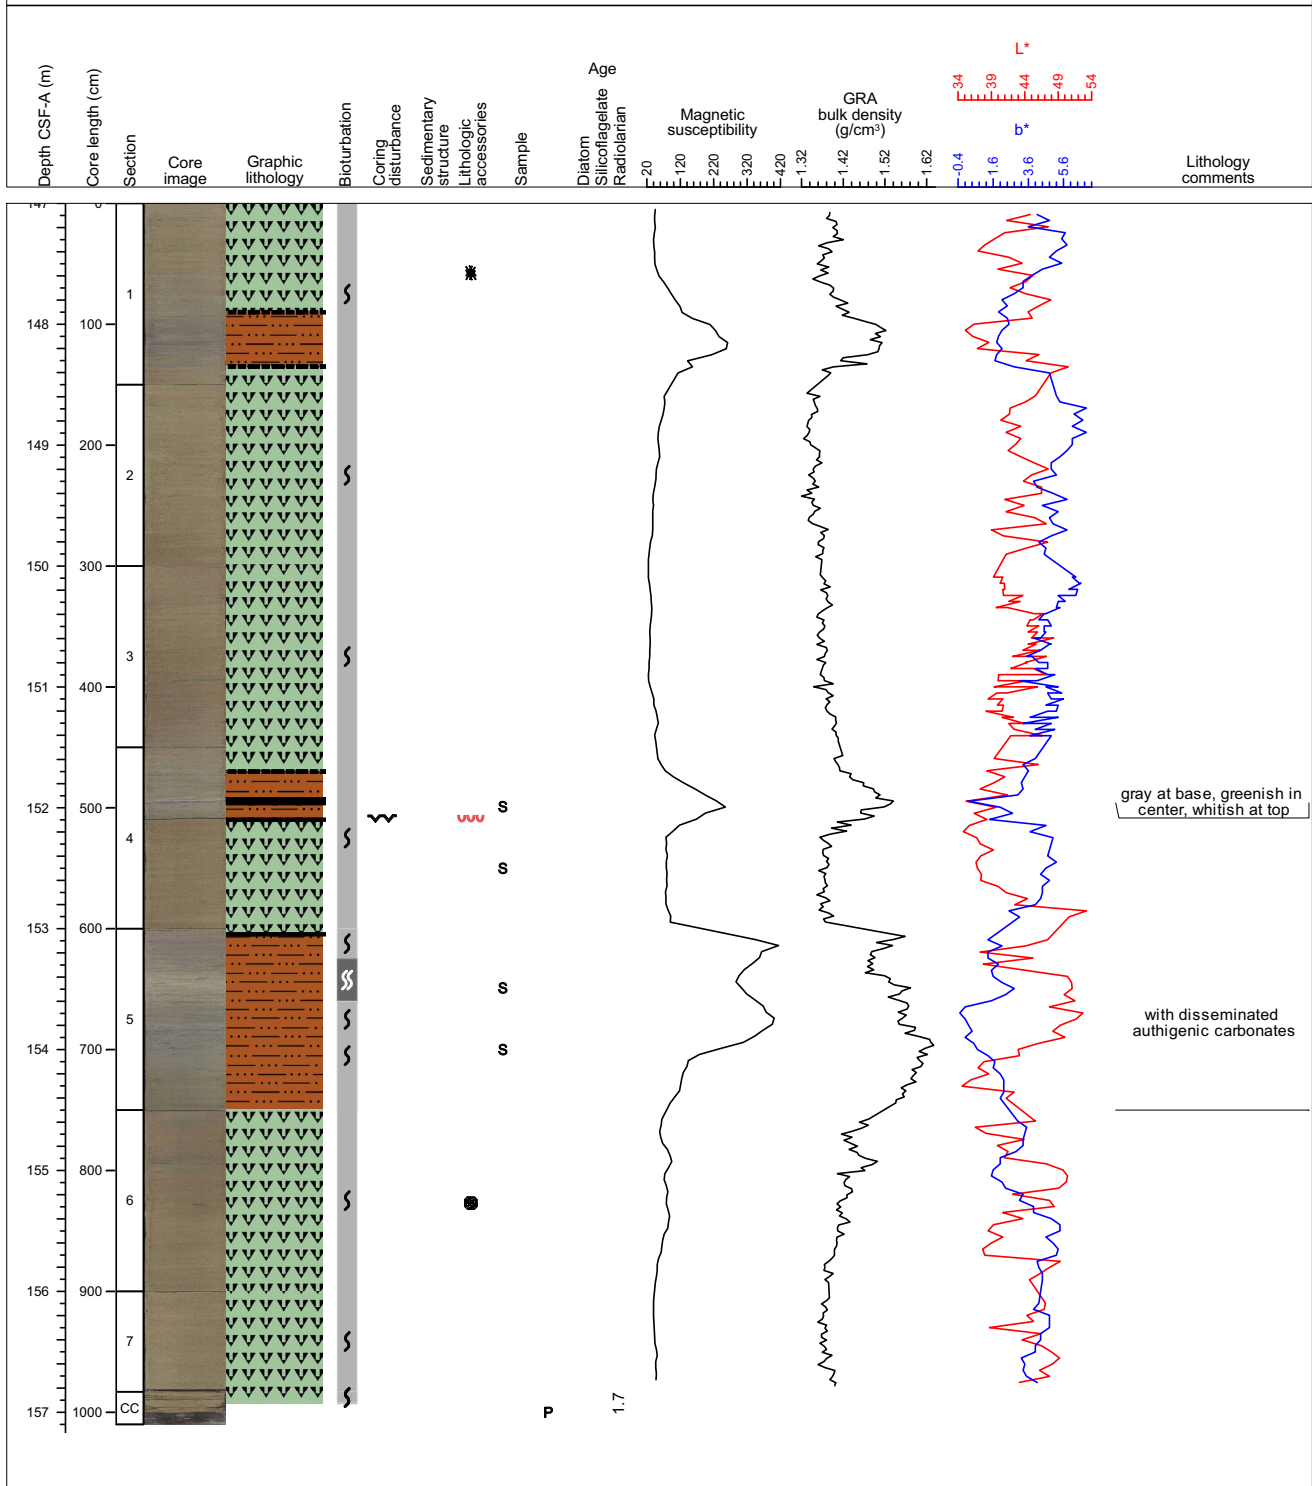 Depth CSF-A (m)
Core length (cm)
Section
Core
image
Graphic
lithology
Bioturbation
Coring
disturbance
Sedimentary
structure
Lithologic
accessories
Sample
Age
Diatom
Silicoflagelate
Radiolarian
Magnetic
susceptibility
20 120 220 320 420
GRA
bulk density
(g/cm³)
1.32 1.42 1.52 1.62
L*
34 39 44 49 54
b*
-0.4 1.6 3.6 5.6
Lithology
comments
147 0
1
148 100
149 200
2
150 300
3
151 400
152 500
S
gray at base, greenish in
center, whitish at top
4
S
153 600
S
5
with disseminated
authigenic carbonates
154 700
S
155 800
6
156 900
7
CC
157 1000
P
1.7